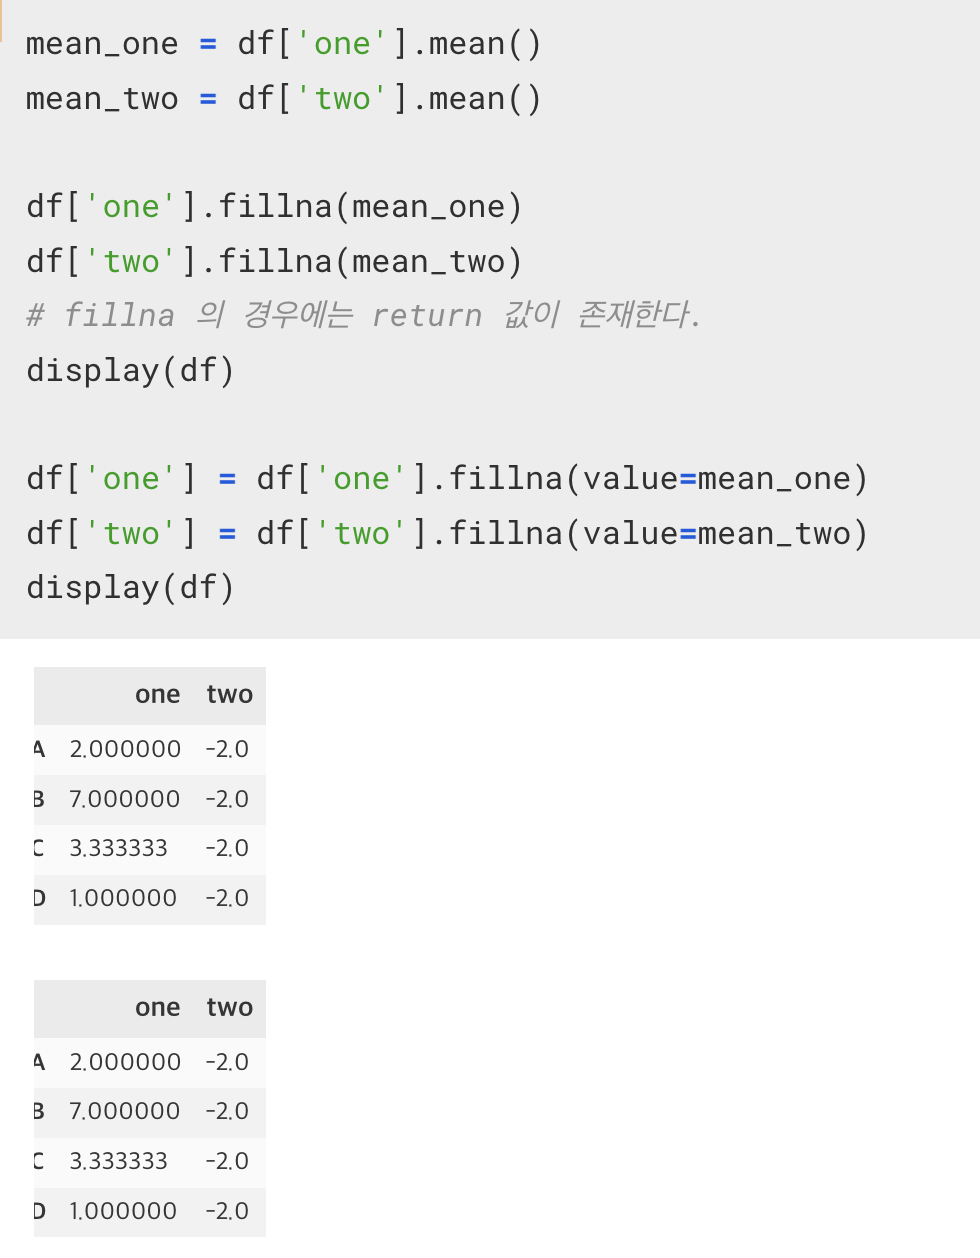 mean_one = df['one'].mean()
mean_two = df['two'].mean()
df['one'].fillna(mean_one)
df['two'].fillna(mean_two)
# fillna 의 경우에는 return 값이 존재한다.
display(df)
df['one'] = df['one'].fillna(value=mean_one)
df['two'] = df['two'].fillna(value=mean_two)
display(df)
one two
A 2.000000 -2.0
B 7.000000 -2.0
C 3.333333 -2.0
D 1.000000 -2.0
one two
A 2.000000 -2.0
B 7.000000 -2.0
C 3.333333 -2.0
D 1.000000 -2.0